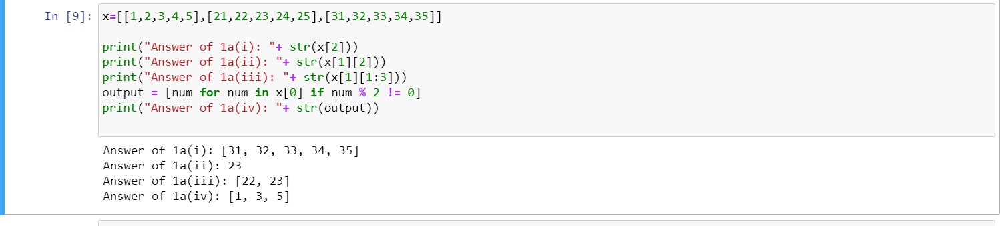 In [9]: x=[[1,2,3,4,5],[21,22,23,24,25],[31,32,33,34,35]]
print("Answer of 1a(i): "+ str(x[2]))
print("Answer of 1a(ii): "+ str(x[1][2]))
print("Answer of 1a(iii): "+ str(x[1][1:3]))
output = [num for num in x[0] if num % 2 != 0]
print("Answer of 1a(iv): "+ str(output))
Answer of 1a(i): [31, 32, 33, 34, 35]
Answer of 1a(ii): 23
Answer of 1a(iii): [22, 23]
Answer of 1a(iv): [1, 3, 5]